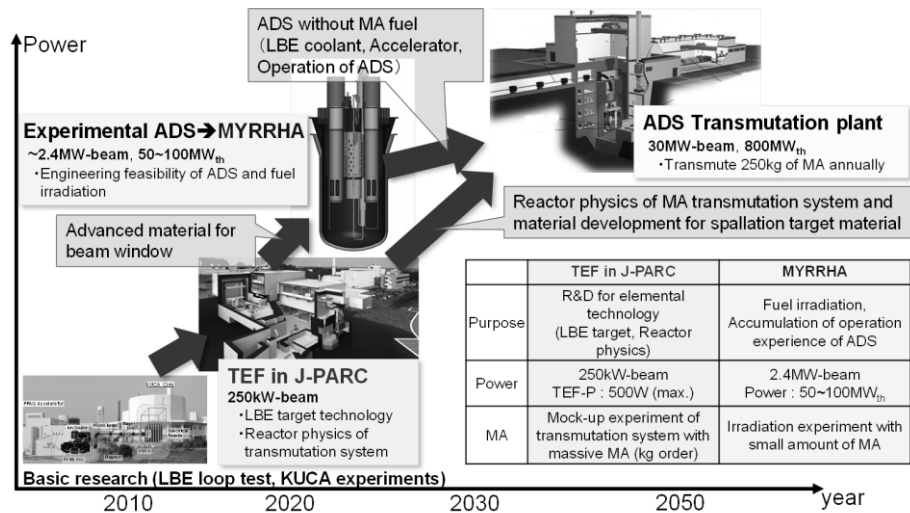 Power
ADS without MA fuel
(LBE coolant, Accelerator,
Operation of ADS)
Experimental ADS➔MYRRHA
~2.4MW-beam, 50~100MWth
・Engineering feasibility of ADS and fuel
irradiation
ADS Transmutation plant
30MW-beam, 800MWth
・Transmute 250kg of MA annually
Advanced material for
beam window
Reactor physics of MA transmutation system and
material development for spallation target material
TEF in J-PARC
250kW-beam
・LBE target technology
・Reactor physics of
transmutation system
TEF in J-PARC
MYRRHA
Purpose
R&D for elemental
technology
(LBE target, Reactor
physics)
Fuel irradiation,
Accumulation of operation
experience of ADS
Power
250kW-beam
TEF-P : 500W (max.)
2.4MW-beam
Power : 50~100MWth
MA
Mock-up experiment of
transmutation system with
massive MA (kg order)
Irradiation experiment with
small amount of MA
Basic research (LBE loop test, KUCA experiments)
2010
2020
2030
2050
year